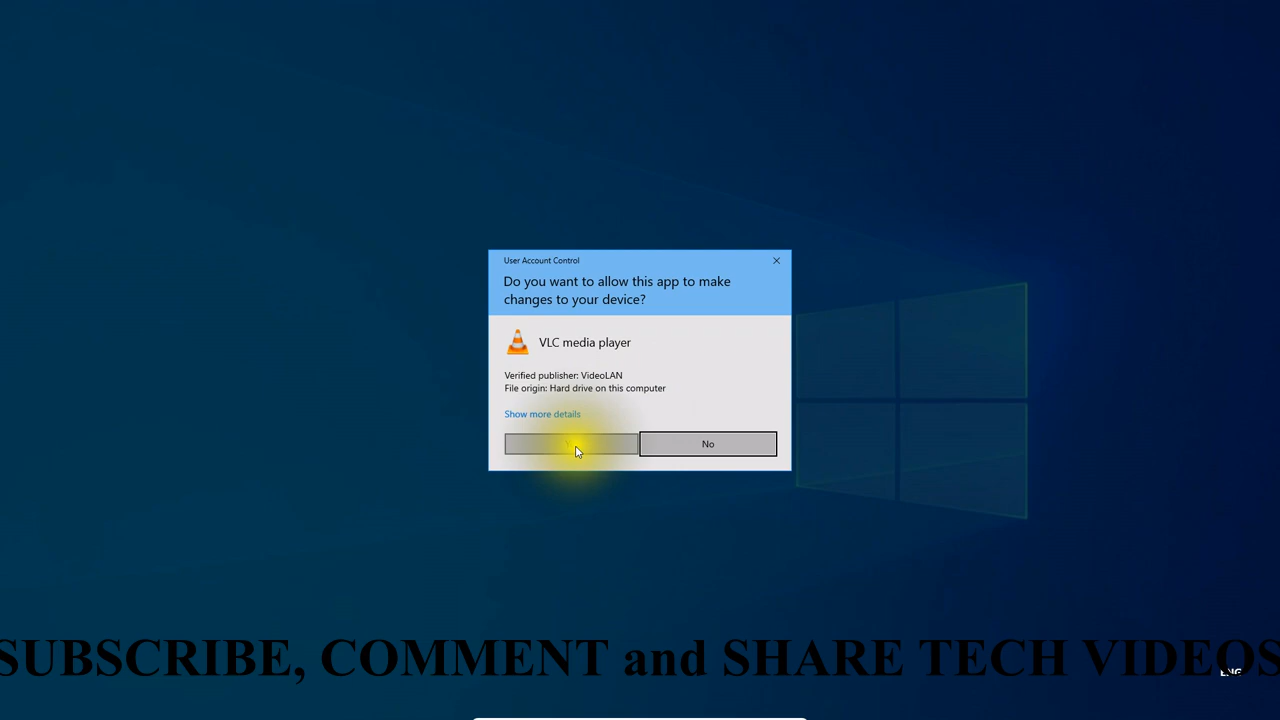 User Account Control
Do you want to allow this app to make
changes to your device?
VLC media player
Verified publisher: VideoLAN
File origin: Hard drive on this computer
Show more details
No
SUBSCRIBE, COMMENT and SHARE TECH VIDEOS
ENG